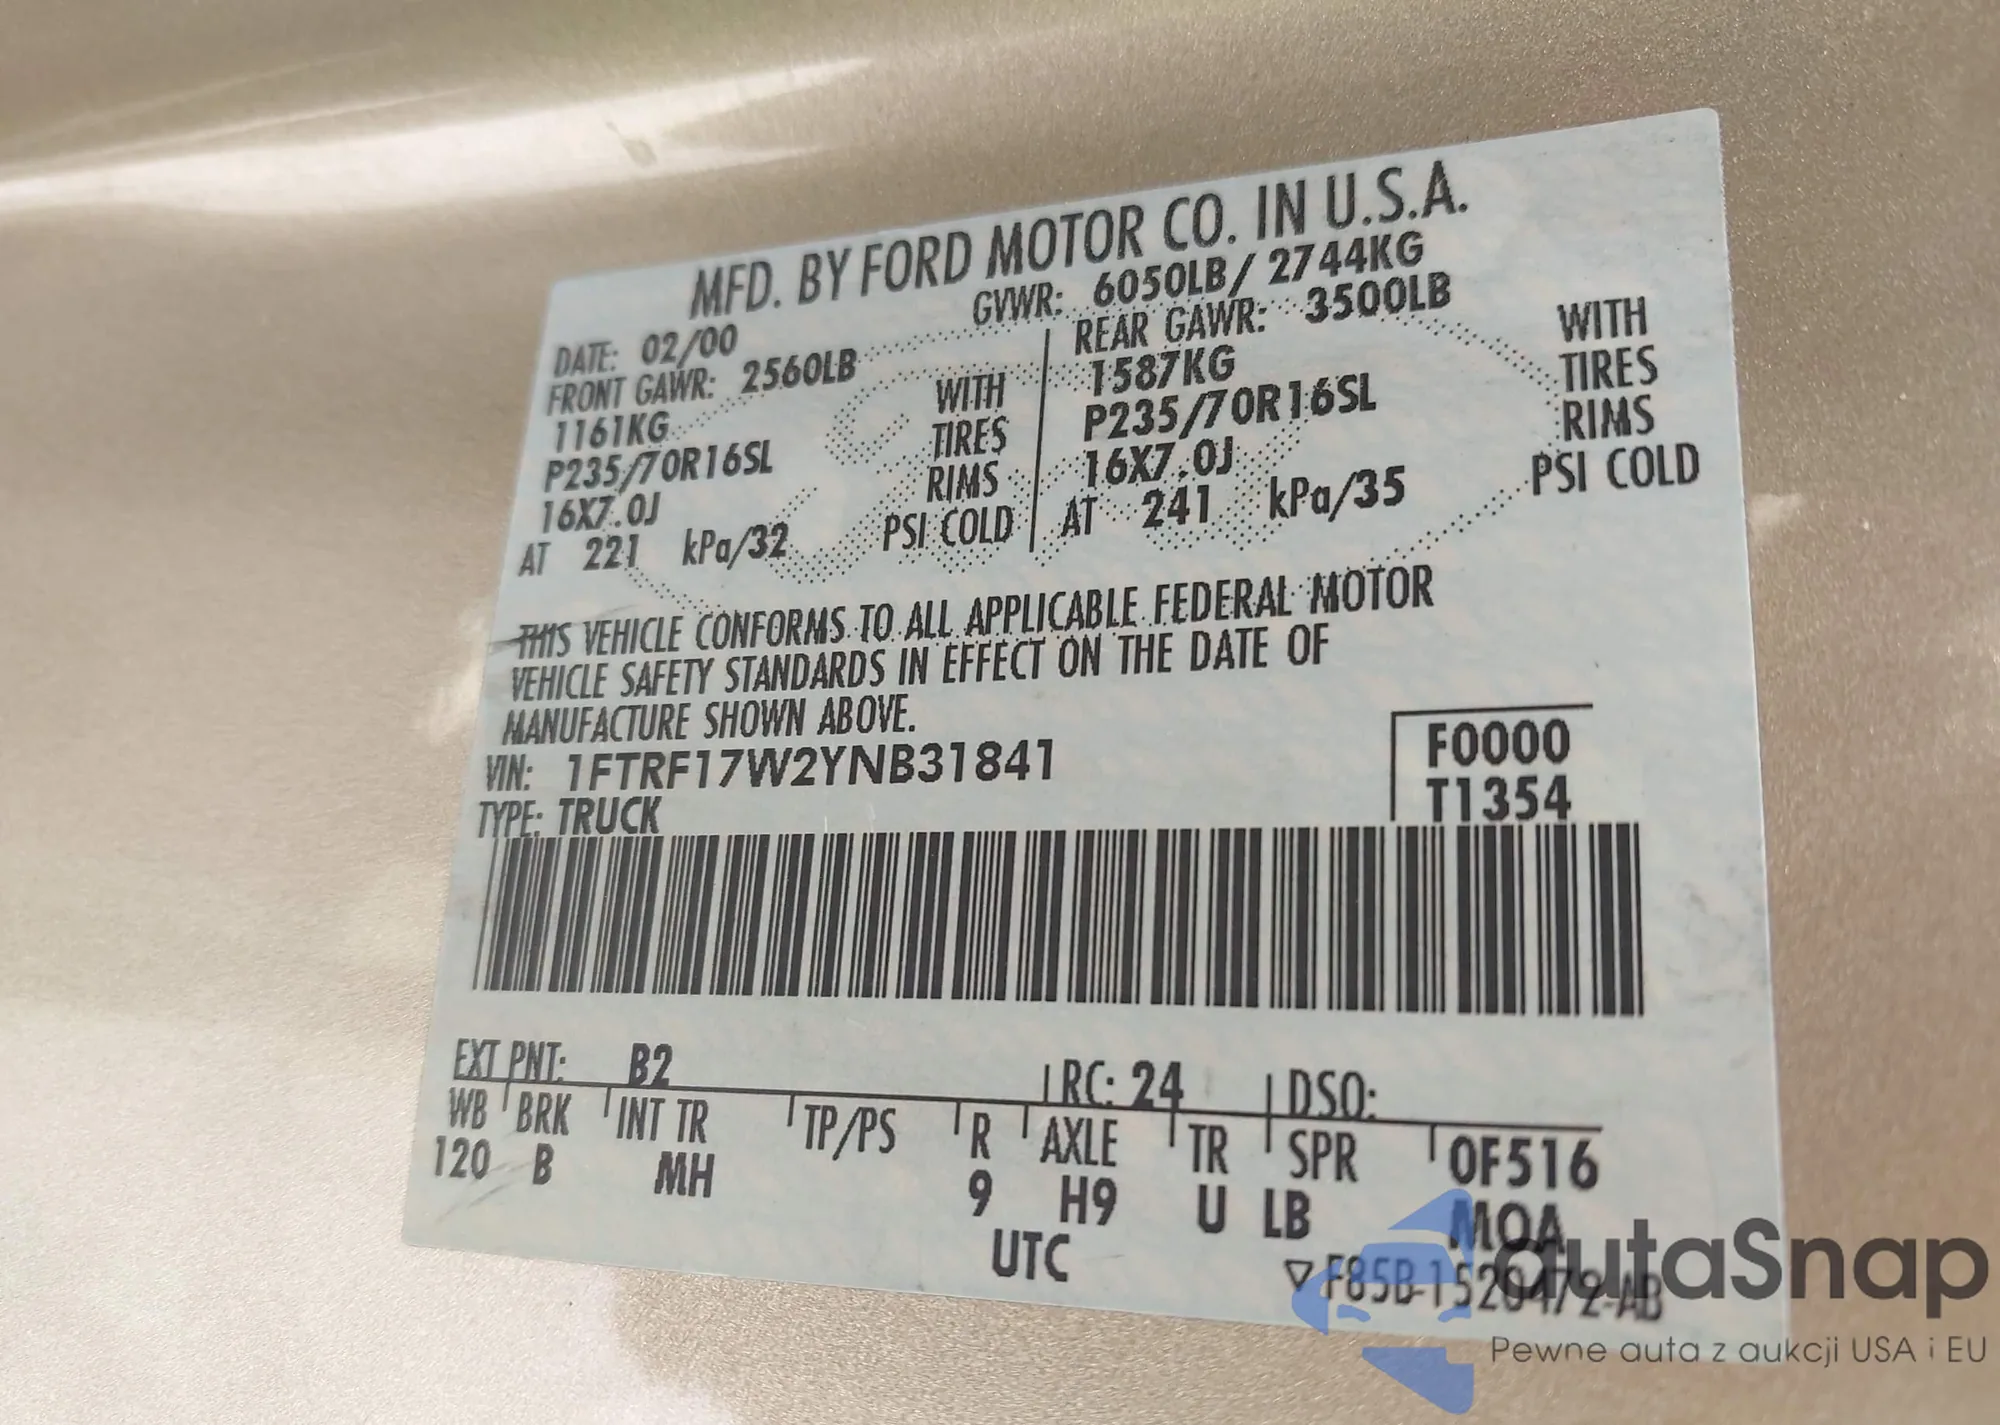 MFD. BY FORD MOTOR CO. IN U.S.A.
DATE: 02/00 GVWR: 6050LB/ 2744KG
FRONT GAWR: 2560LB REAR GAWR: 3500LB
1161KG WITH 1587KG WITH
P235/70R16SL TIRES P235/70R16SL TIRES
16X7.0J RIMS 16X7.0J RIMS
AT 221 kPa/32 PSI COLD AT 241 kPa/35 PSI COLD
THIS VEHICLE CONFORMS TO ALL APPLICABLE FEDERAL MOTOR
VEHICLE SAFETY STANDARDS IN EFFECT ON THE DATE OF
MANUFACTURE SHOWN ABOVE.
VIN: 1FTRF17W2YNB31841 F0000
TYPE: TRUCK T1354
EXT PNT: B2 RC: 24 DSO:
WB BRK INT TR TP/PS R AXLE TR SPR 0F516
120 B MH 9 H9 U LB MQA
UTC
F85B-1520472-AB
autaSnap
Pewne auta z aukcji USA i EU